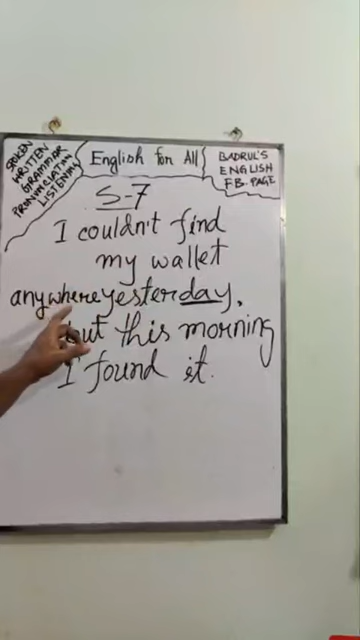 SPOKEN
WRITTEN
GRAMMAR
PRONUNCIATION
LISTENING
English for All
BADRUL'S
ENGLISH
FB. PAGE
S-7
I couldn't find
my wallet
anywhere yesterday,
but this morning
I found it.